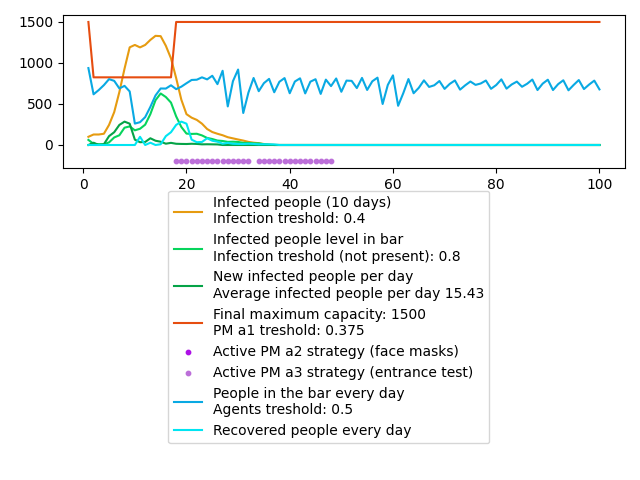 1500
1000
500
0
0 20 40 60 80 100
Infected people (10 days)
Infection treshold: 0.4
Infected people level in bar
Infection treshold (not present): 0.8
New infected people per day
Average infected people per day 15.43
Final maximum capacity: 1500
PM a1 treshold: 0.375
Active PM a2 strategy (face masks)
Active PM a3 strategy (entrance test)
People in the bar every day
Agents treshold: 0.5
Recovered people every day